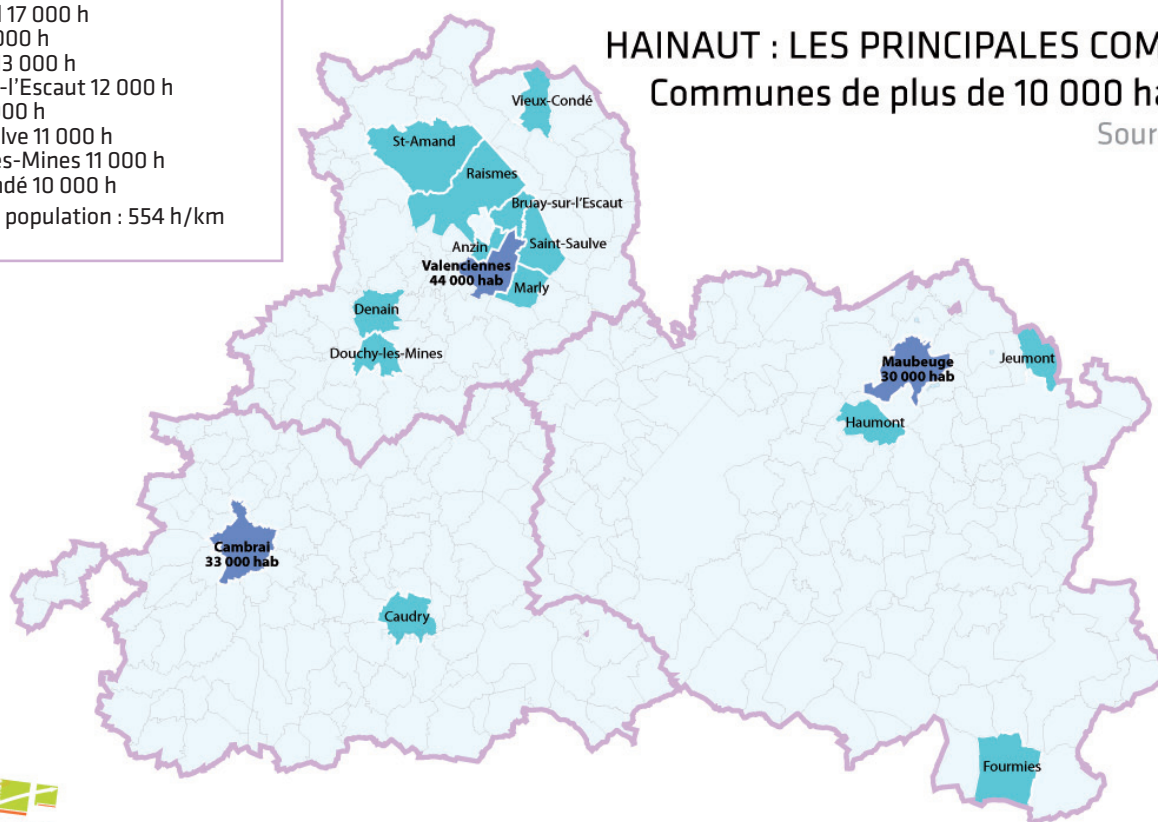 17 000 h
000 h
3 000 h
-l'Escaut 12 000 h
000 h
lve 11 000 h
es-Mines 11 000 h
ndé 10 000 h
population : 554 h/km
HAINAUT : LES PRINCIPALES COM
Communes de plus de 10 000 ha
Sour
Vieux-Condé
St-Amand
Raismes
Bruay-sur-l'Escaut
Anzin
Saint-Saulve
Valenciennes
44 000 hab
Marly
Denain
Douchy-les-Mines
Maubeuge
30 000 hab
Jeumont
Haumont
Cambrai
33 000 hab
Caudry
Fourmies